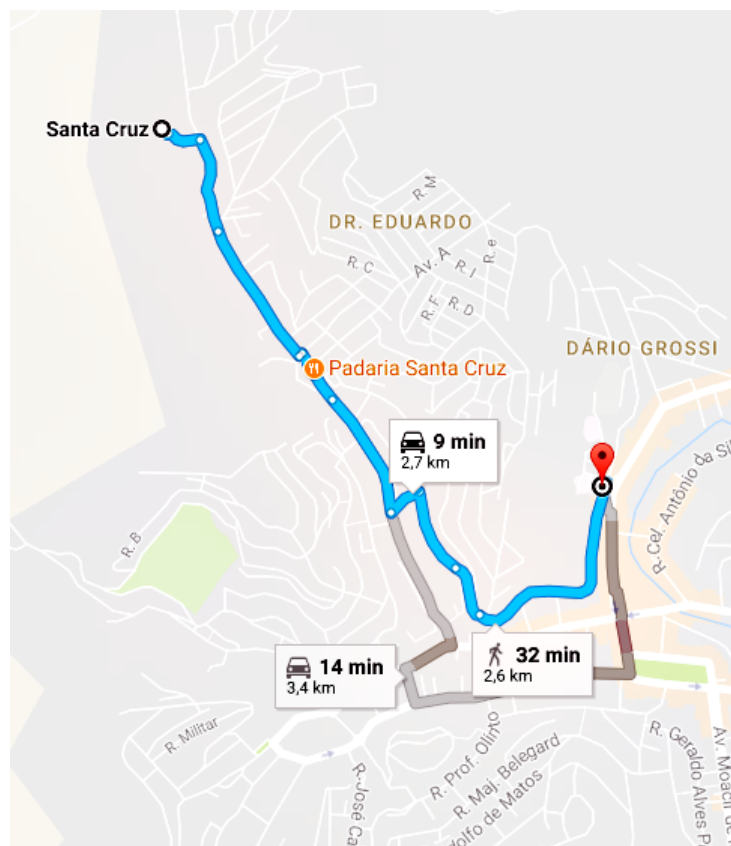 Santa Cruz
R. M
DR. EDUARDO
R. C
Av. A
R. I
R. e
R. F
R. D
DÁRIO GROSSI
Padaria Santa Cruz
9 min
2,7 km
R. Cel. Antônio da Sil
R. B
32 min
2,6 km
14 min
3,4 km
R. Militar
R. Prof. Olinto
R. Maj. Belegard
dolfo de Matos
R. José Ca
R. Geraldo Alves P
Av. Moacir de